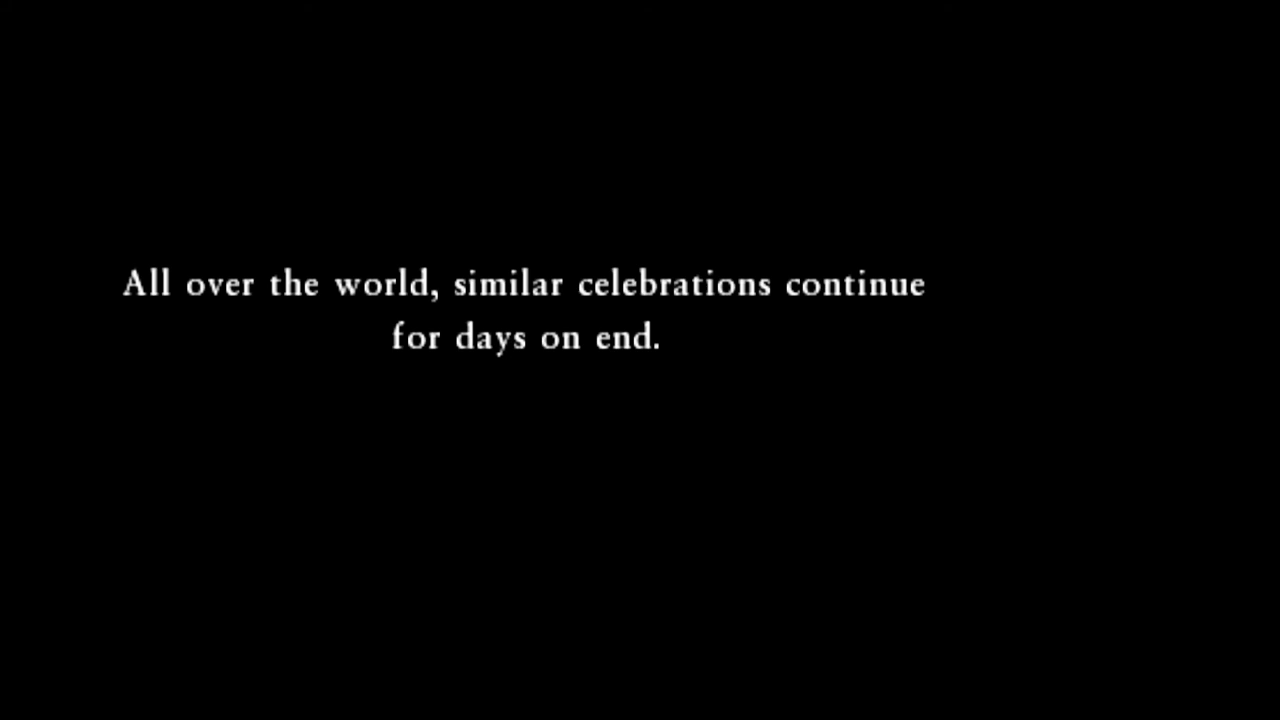 All over the world, similar celebrations continue
for days on end.